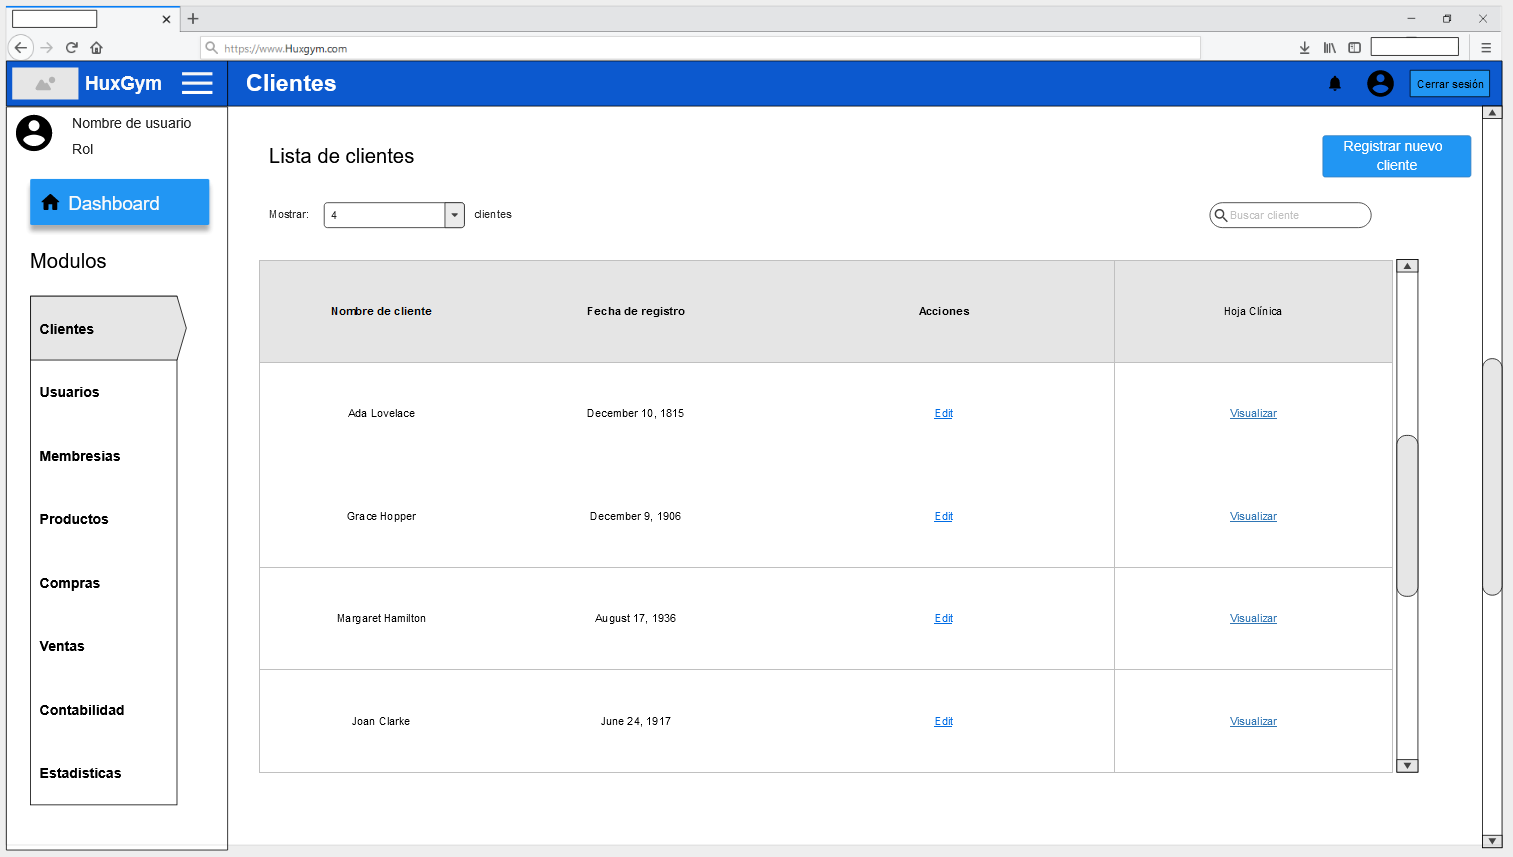 https://www.Huxgym.com
HuxGym
Clientes
Cerrar sesión
Nombre de usuario
Rol
Dashboard
Modulos
Clientes
Usuarios
Membresias
Productos
Compras
Ventas
Contabilidad
Estadisticas
Lista de clientes
Registrar nuevo
cliente
Mostrar: 4 clientes
Buscar cliente
Nombre de cliente Fecha de registro Acciones Hoja Clínica
Ada Lovelace December 10, 1815 Edit Visualizar
Grace Hopper December 9, 1906 Edit Visualizar
Margaret Hamilton August 17, 1936 Edit Visualizar
Joan Clarke June 24, 1917 Edit Visualizar